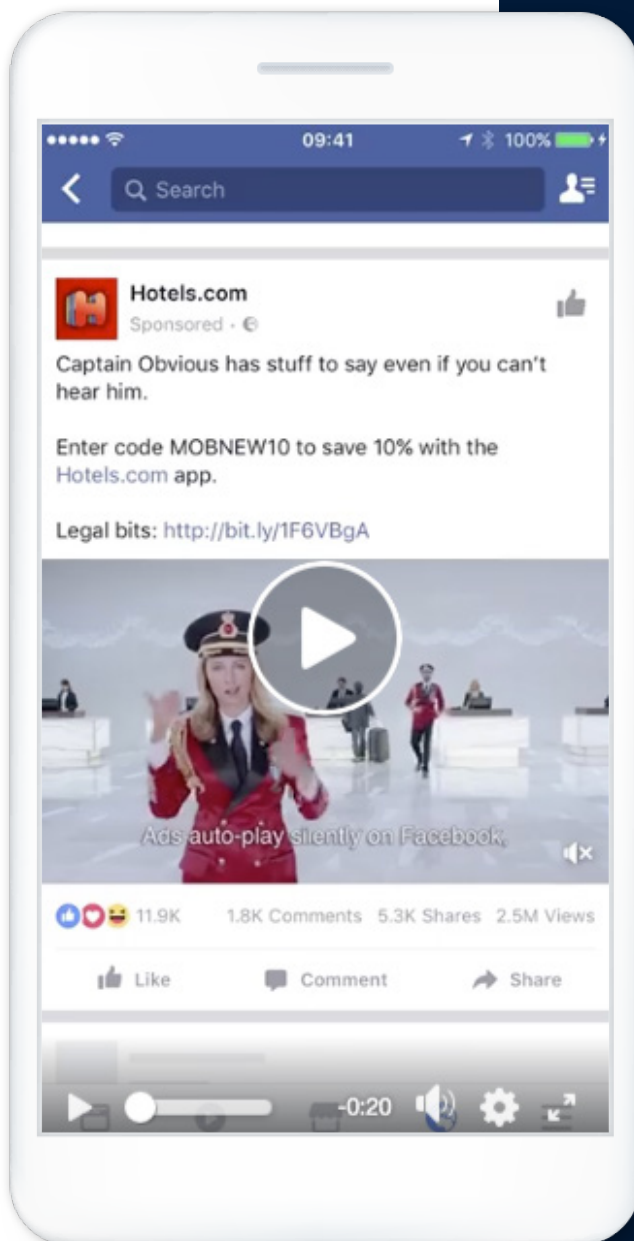 09:41
100%
Search
Hotels.com
Sponsored ·
Captain Obvious has stuff to say even if you can't
hear him.
Enter code MOBNEW10 to save 10% with the
Hotels.com app.
Legal bits: http://bit.ly/1F6VBgA
Ads auto-play silently on Facebook,
11.9K 1.8K Comments 5.3K Shares 2.5M Views
Like Comment Share
-0:20